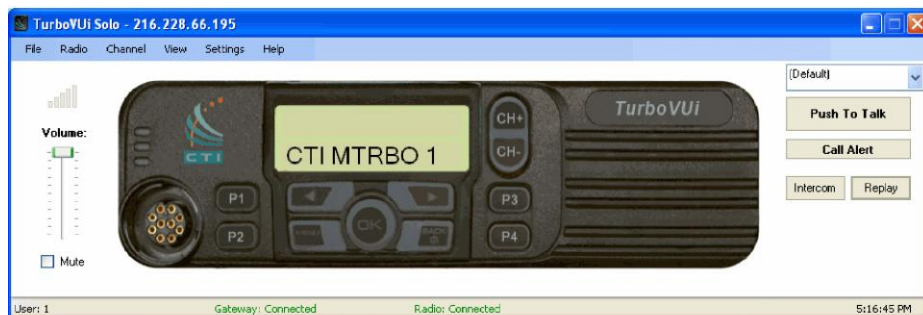 TurboVUi Solo - 216.228.66.195
File Radio Channel View Settings Help
(Default)
Push To Talk
Call Alert
Intercom Replay
Volume:
Mute
CTI
CTI MTRBO 1
CH+
CH-
TurboVUi
P1
P2
MENU
OK
BACK
P3
P4
User: 1 Gateway: Connected Radio: Connected 5:16:45 PM